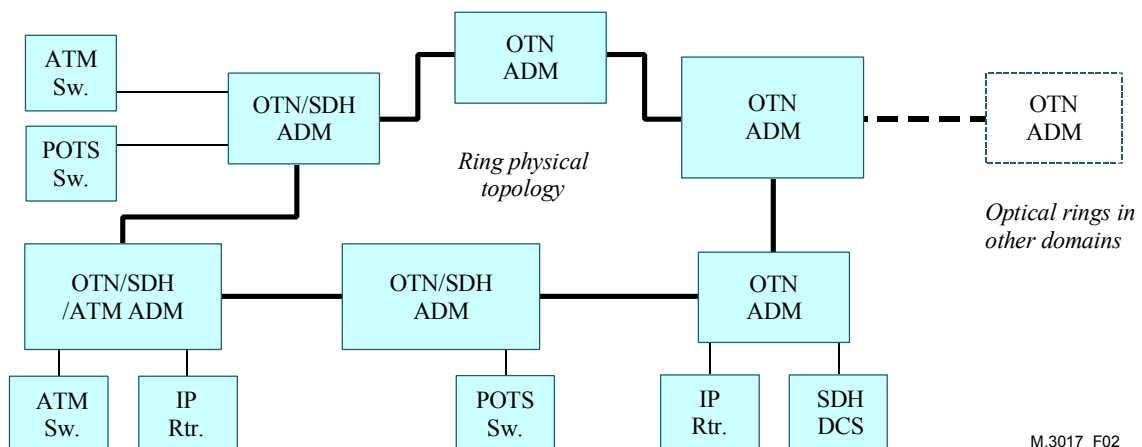 ATM
Sw.
POTS
Sw.
OTN/SDH
ADM
OTN
ADM
OTN
ADM
OTN
ADM
Ring physical
topology
Optical rings in
other domains
OTN/SDH
/ATM ADM
OTN/SDH
ADM
OTN
ADM
ATM
Sw.
IP
Rtr.
POTS
Sw.
IP
Rtr.
SDH
DCS
M.3017_F02